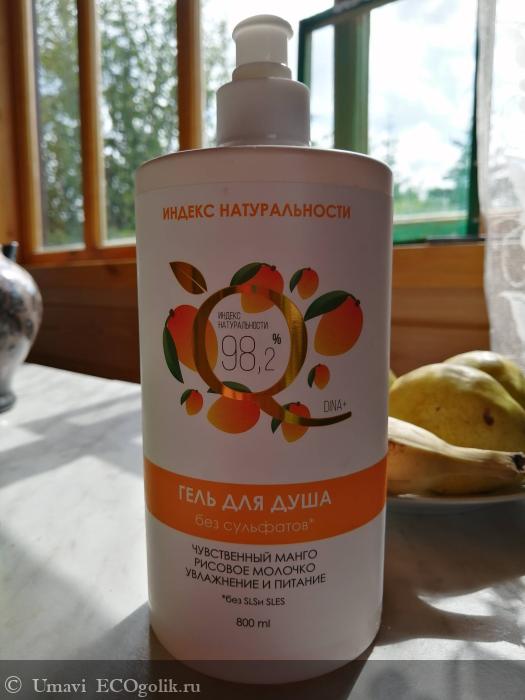 ИНДЕКС НАТУРАЛЬНОСТИ
ИНДЕКС
НАТУРАЛЬНОСТИ
98,2%
DINA+
ГЕЛЬ ДЛЯ ДУША
без сульфатов*
ЧУВСТВЕННЫЙ МАНГО
РИСОВОЕ МОЛОЧКО
УВЛАЖНЕНИЕ И ПИТАНИЕ
*без SLSи SLES
800 ml
© Umavi ECOgolik.ru